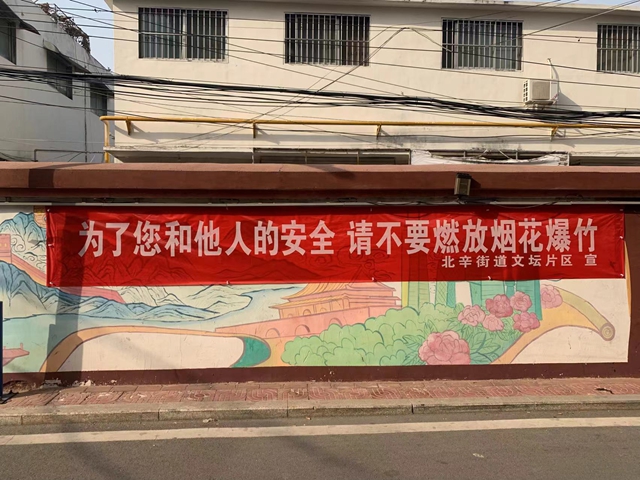 为了您和他人的安全 请不要燃放烟花爆竹
北辛街道文坛片区 宣